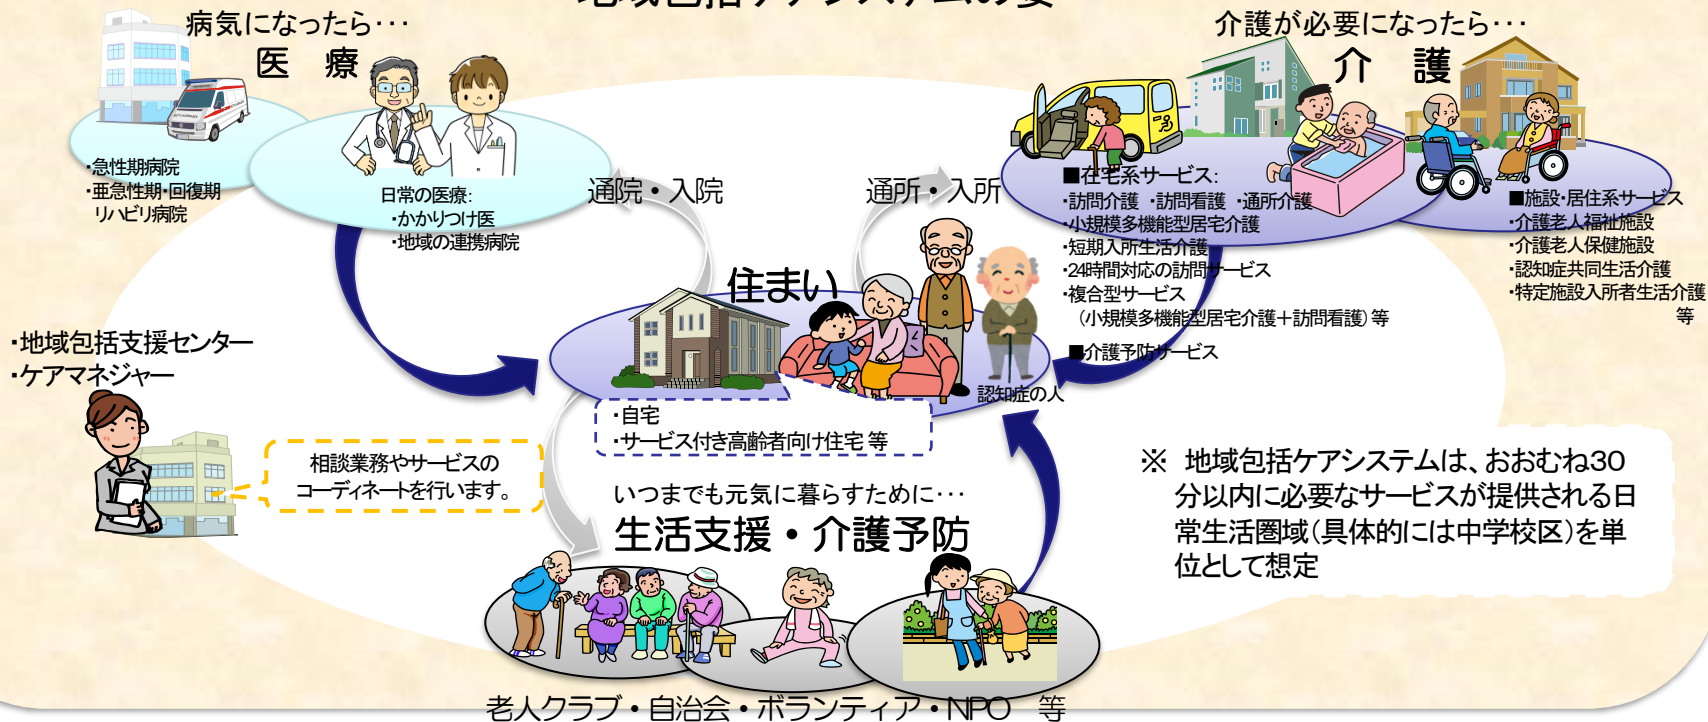 地域包括ケアシステムの姿
病気になったら･･･
医　療
・急性期病院
・亜急性期・回復期
リハビリ病院
日常の医療：
・かかりつけ医
・地域の連携病院
通院・入院
通所・入所
介護が必要になったら･･･
介　護
■在宅系サービス：
・訪問介護　・訪問看護　・通所介護
・小規模多機能型居宅介護
・短期入所生活介護
・24時間対応の訪問サービス
・複合型サービス
（小規模多機能型居宅介護＋訪問看護）等
■介護予防サービス
■施設・居住系サービス
・介護老人福祉施設
・介護老人保健施設
・認知症共同生活介護
・特定施設入所者生活介護
等
住まい
認知症の人
・自宅
・サービス付き高齢者向け住宅 等
・地域包括支援センター
・ケアマネジャー
相談業務やサービスの
コーディネートを行います。
いつまでも元気に暮らすために･･･
生活支援・介護予防
老人クラブ・自治会・ボランティア・NPO　等
※　地域包括ケアシステムは、おおむね30
分以内に必要なサービスが提供される日
常生活圏域（具体的には中学校区）を単
位として想定